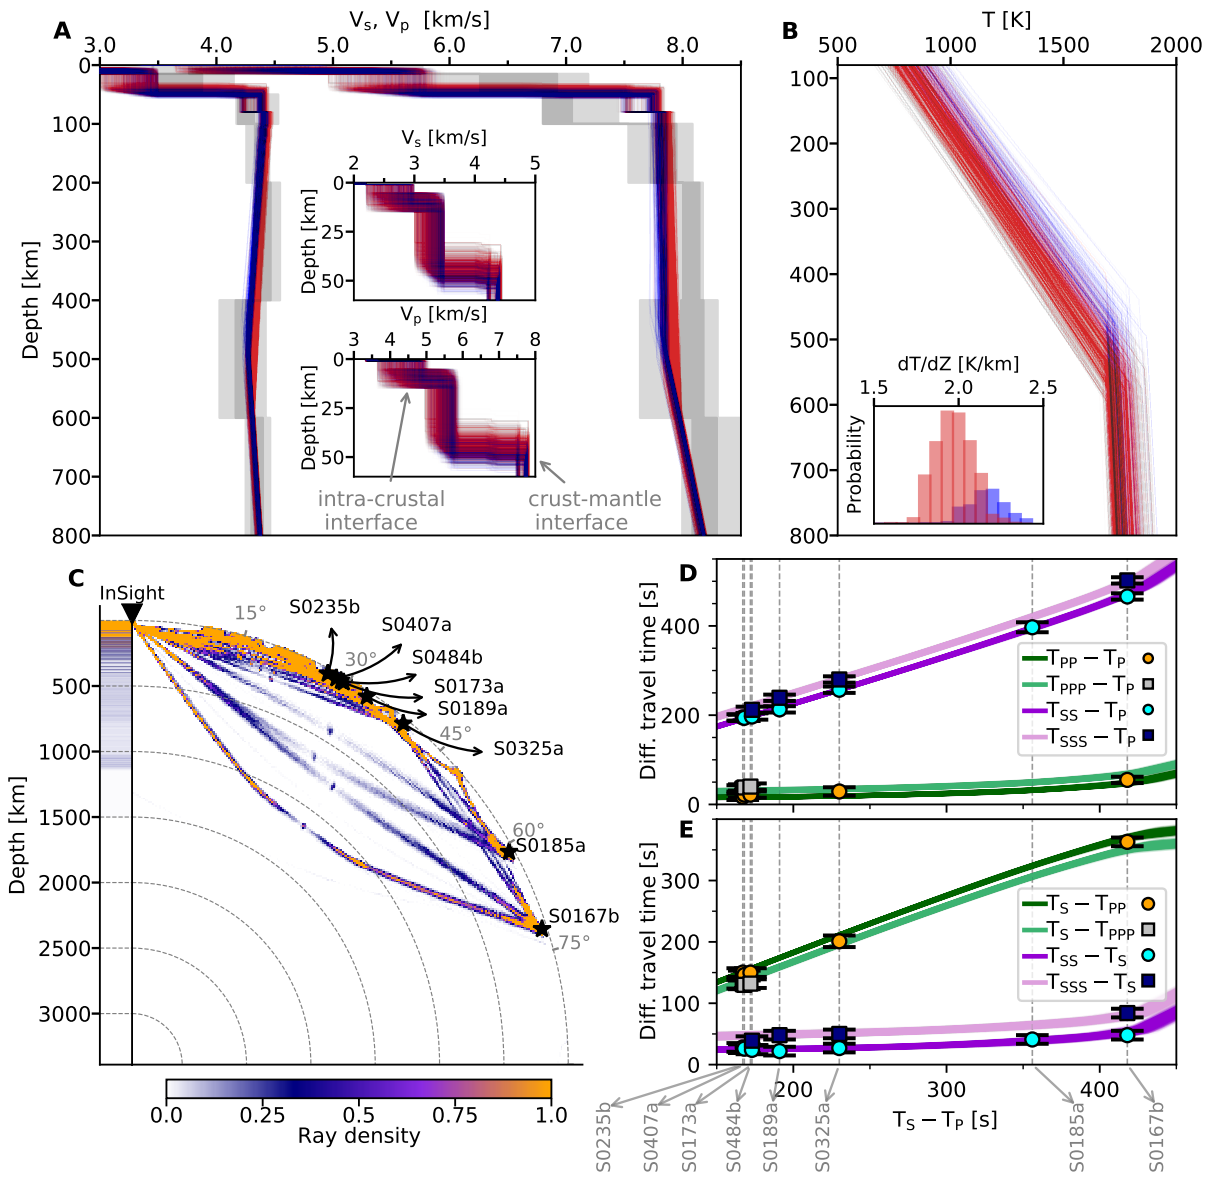 A
Vs, Vp [km/s]
3.0 4.0 5.0 6.0 7.0 8.0
Depth [km]
0
100
200
300
400
500
600
700
800
Vs [km/s]
2 3 4 5
Depth [km]
0
25
50
Vp [km/s]
3 4 5 6 7 8
Depth [km]
0
25
50
intra-crustal
interface
crust-mantle
interface
B
T [K]
500 1000 1500 2000
100
200
300
400
500
600
700
800
dT/dZ [K/km]
1.5 2.0 2.5
Probability
C
InSight
15°
S0235b
S0407a
30°
S0484b
S0173a
S0189a
45°
S0325a
60°
S0185a
S0167b
75°
Depth [km]
500
1000
1500
2000
2500
3000
0.0 0.25 0.5 0.75 1.0
Ray density
D
Diff. travel time [s]
400
200
0
TPP − TP
TPPP − TP
TSS − TP
TSSS − TP
E
Diff. travel time [s]
300
200
100
0
TS − TPP
TS − TPPP
TSS − TS
TSSS − TS
200 300 400
TS − TP [s]
S0235b
S0407a
S0173a
S0484b
S0189a
S0325a
S0185a
S0167b